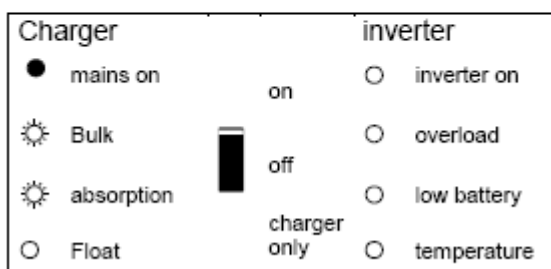 Charger
inverter
mains on
on
inverter on
Bulk
off
overload
absorption
charger
only
low battery
Float
temperature